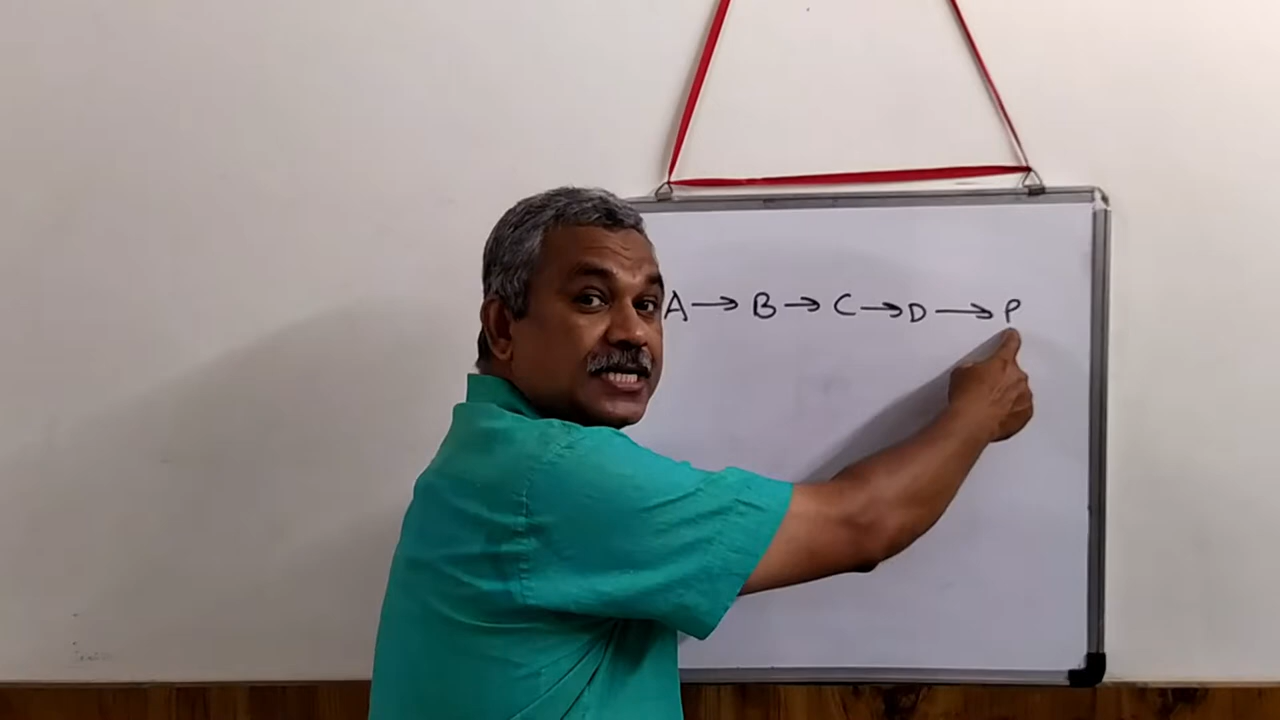 A → B → C → D → P